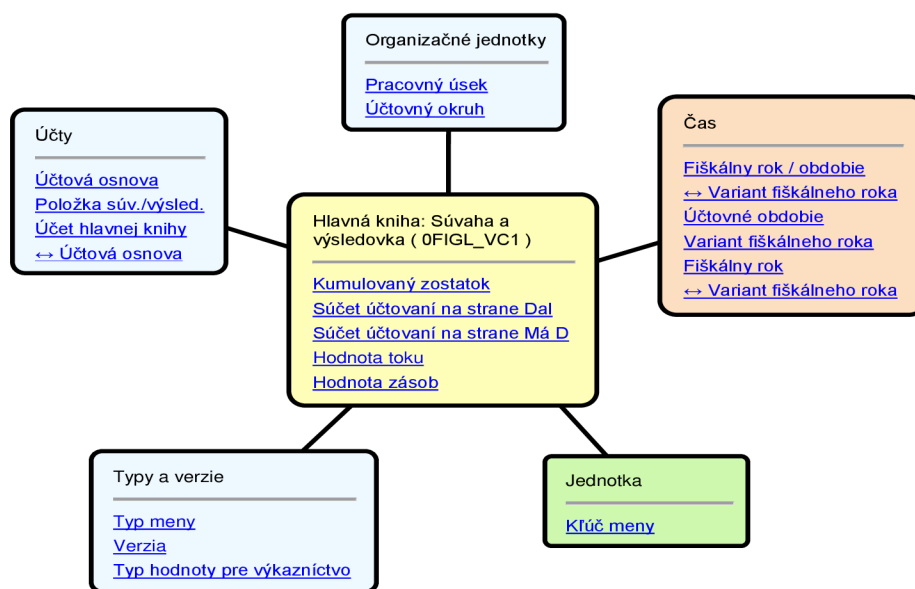 Organizačné jednotky
Pracovný úsek
Účtovný okruh
Účty
Účtová osnova
Položka súv./výsled.
Účet hlavnej knihy
↔ Účtová osnova
Čas
Fiškálny rok / obdobie
↔ Variant fiškálneho roka
Účtovné obdobie
Variant fiškálneho roka
Fiškálny rok
↔ Variant fiškálneho roka
Hlavná kniha: Súvaha a
výsledovka ( 0FIGL_VC1 )
Kumulovaný zostatok
Súčet účtovaní na strane Dal
Súčet účtovaní na strane Má D
Hodnota toku
Hodnota zásob
Typy a verzie
Typ meny
Verzia
Typ hodnoty pre výkazníctvo
Jednotka
Kľúč meny